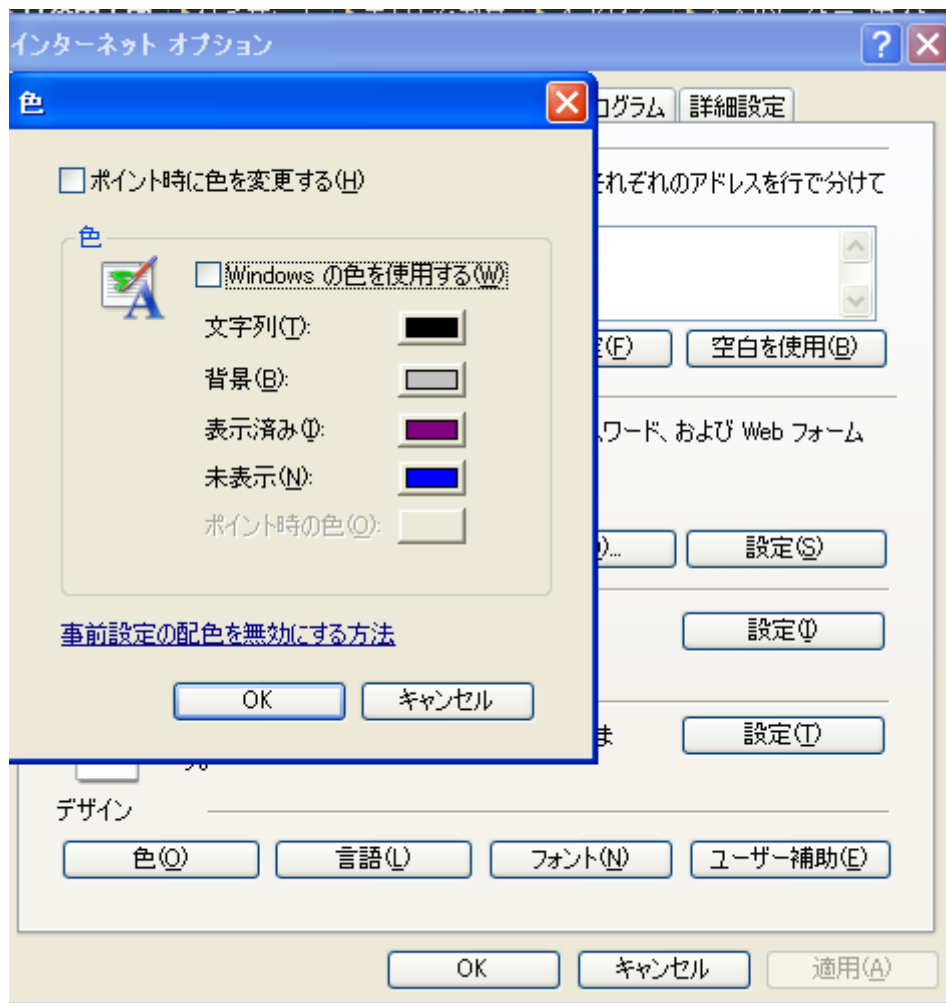 インターネット オプション
色
ログラム
詳細設定
ポイント時に色を変更する(H)
それぞれのアドレスを行で分けて
色
Windows の色を使用する(W)
文字列(T):
(F)
空白を使用(B)
背景(B):
表示済み(I):
ワード、および Web フォーム
未表示(N):
ポイント時の色(O):
)...
設定(S)
事前設定の配色を無効にする方法
設定(I)
OK
キャンセル
ま
設定(T)
す。
デザイン
色(O)
言語(L)
フォント(N)
ユーザー補助(E)
OK
キャンセル
適用(A)